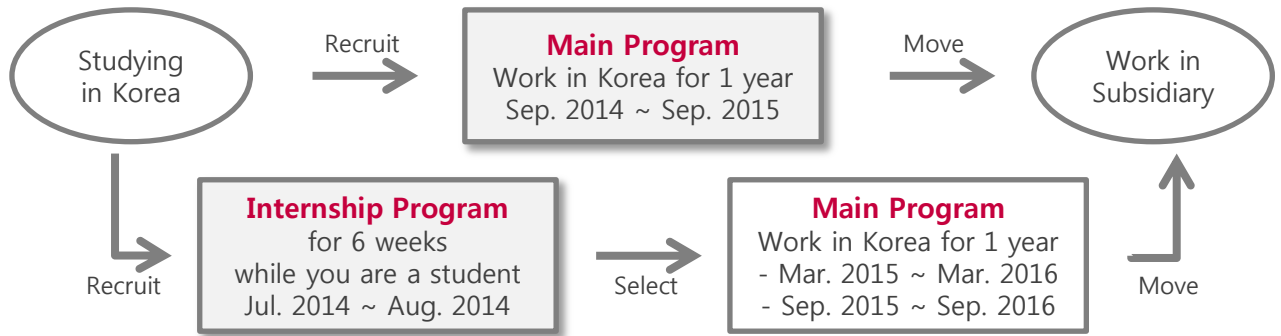 Studying
in Korea
Recruit
Main Program
Work in Korea for 1 year
Sep. 2014 ~ Sep. 2015
Move
Work in
Subsidiary
Recruit
Internship Program
for 6 weeks
while you are a student
Jul. 2014 ~ Aug. 2014
Select
Main Program
Work in Korea for 1 year
- Mar. 2015 ~ Mar. 2016
- Sep. 2015 ~ Sep. 2016
Move